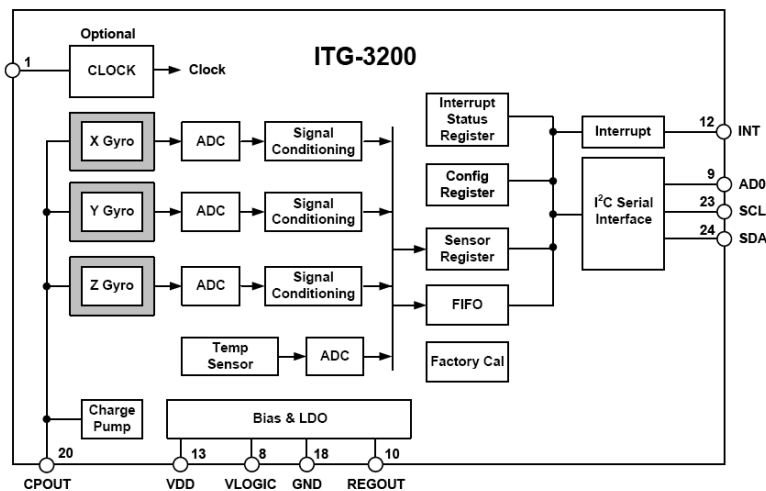 Optional
ITG-3200
1
CLOCK
Clock
Interrupt
Status
Register
12
INT
Interrupt
X Gyro
ADC
Signal
Conditioning
Config
Register
9
AD0
I²C Serial
Interface
23
SCL
24
SDA
Y Gyro
ADC
Signal
Conditioning
Sensor
Register
Z Gyro
ADC
Signal
Conditioning
FIFO
Temp
Sensor
ADC
Factory Cal
Charge
Pump
Bias & LDO
20
13
8
18
10
CPOUT
VDD
VLOGIC
GND
REGOUT